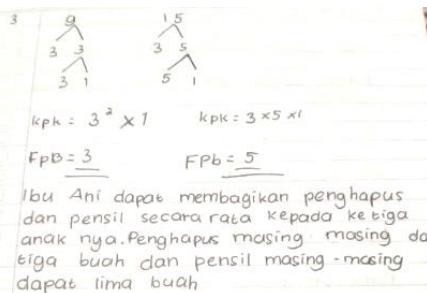 3 9 15
3 3 3 5
3 1 5 1
kpk = 3² × 1 kpk = 3 × 5 × 1
FpB = 3 FPb = 5
Ibu Ani dapat membagikan penghapus
dan pensil secara rata kepada ketiga
anak nya. Penghapus masing masing da
tiga buah dan pensil masing-masing
dapat lima buah